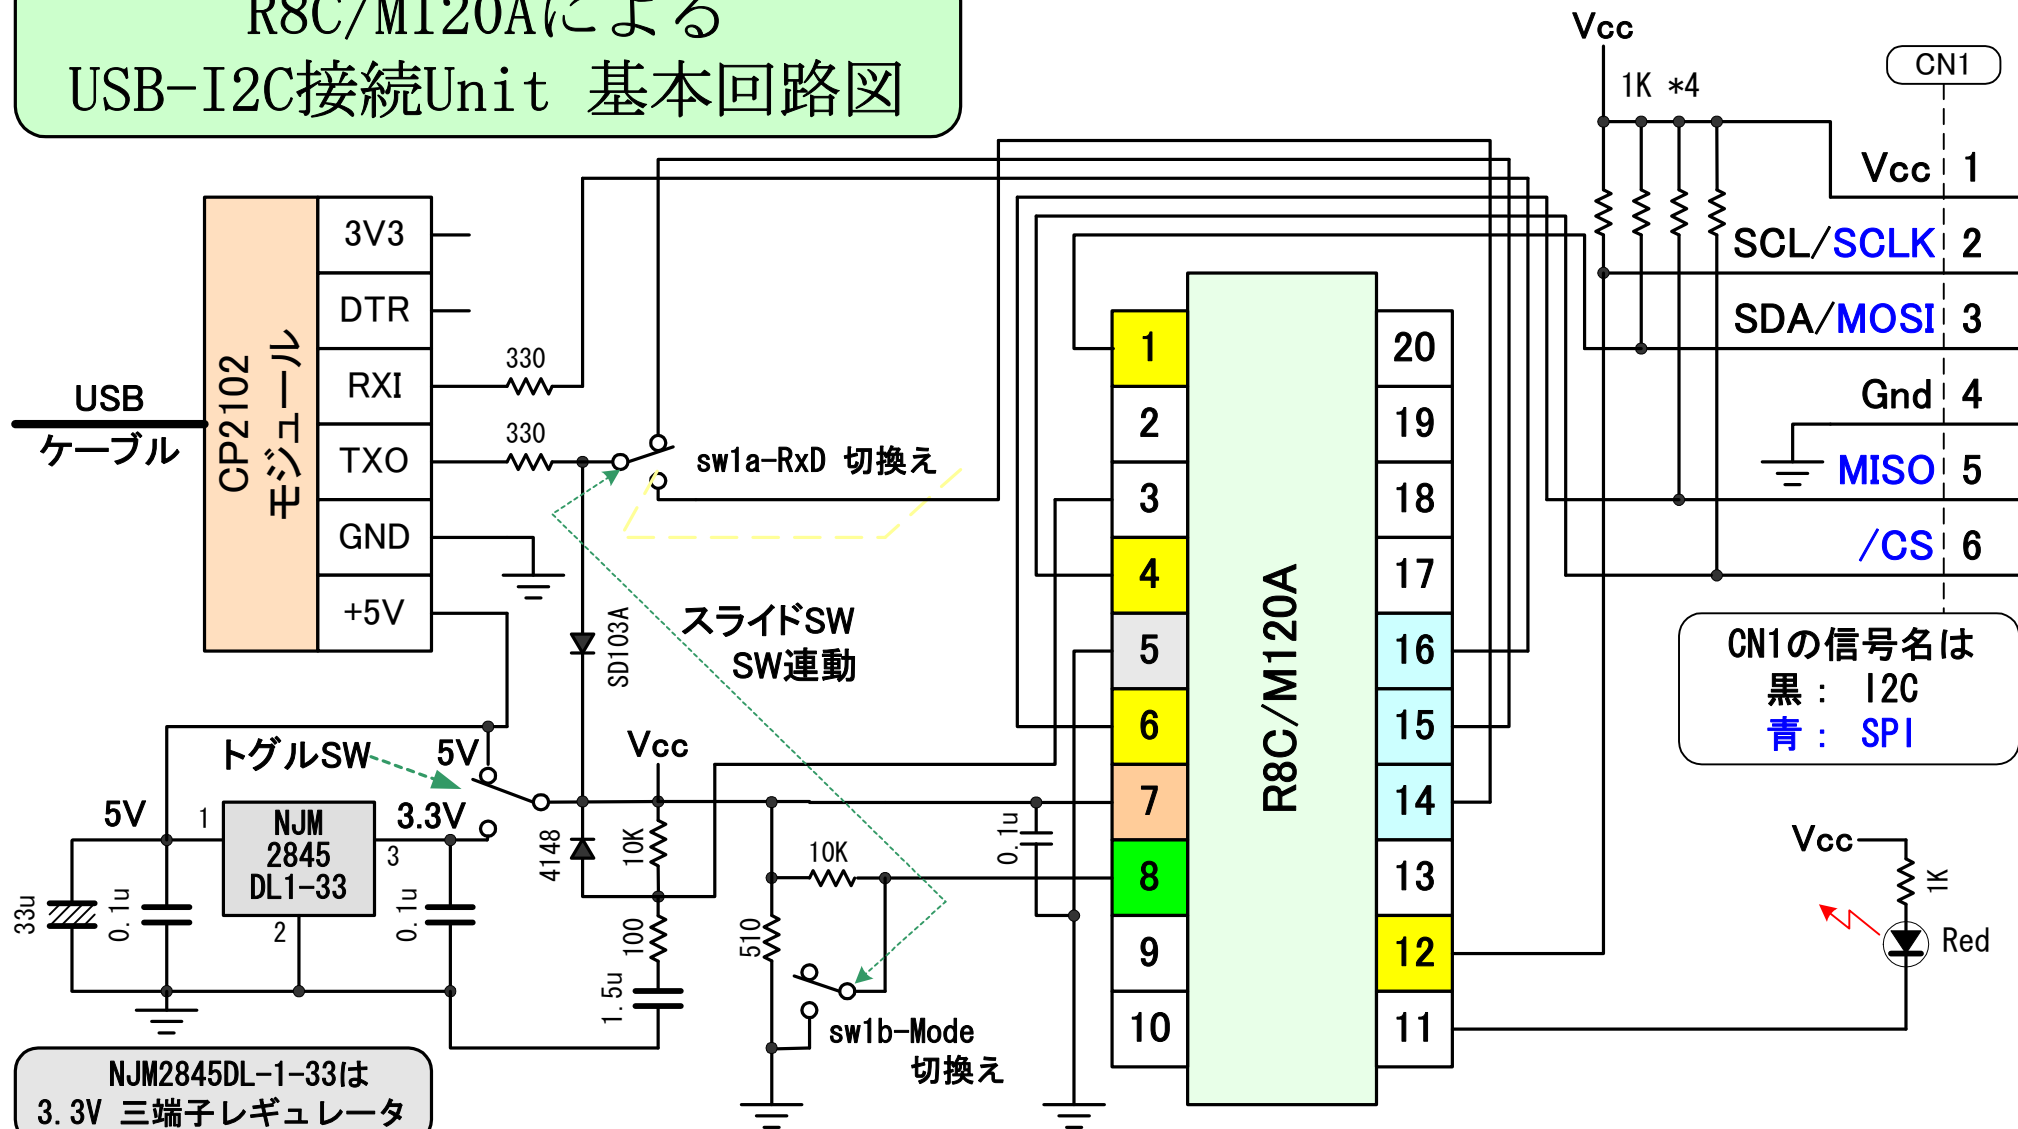 R8C/M120Aによる
USB-I2C接続Unit 基本回路図
Vcc
1K *4
CN1
Vcc 1
SCL/SCLK 2
SDA/MOSI 3
Gnd 4
MISO 5
/CS 6
CN1の信号名は
黒： I2C
青： SPI
USB
ケーブル
CP2102
モジュール
3V3
DTR
RXI
TXO
GND
+5V
330
330
sw1a-RxD 切換え
SD103A
スライドSW
SW連動
トグルSW
5V
Vcc
5V
1
NJM
2845
DL1-33
3.3V
3
2
33u
0.1u
0.1u
4148
10K
100
1.5u
510
10K
0.1u
sw1b-Mode
切換え
NJM2845DL-1-33は
3.3V 三端子レギュレータ
R8C/M120A
1
2
3
4
5
6
7
8
9
10
20
19
18
17
16
15
14
13
12
11
Vcc
1K
Red